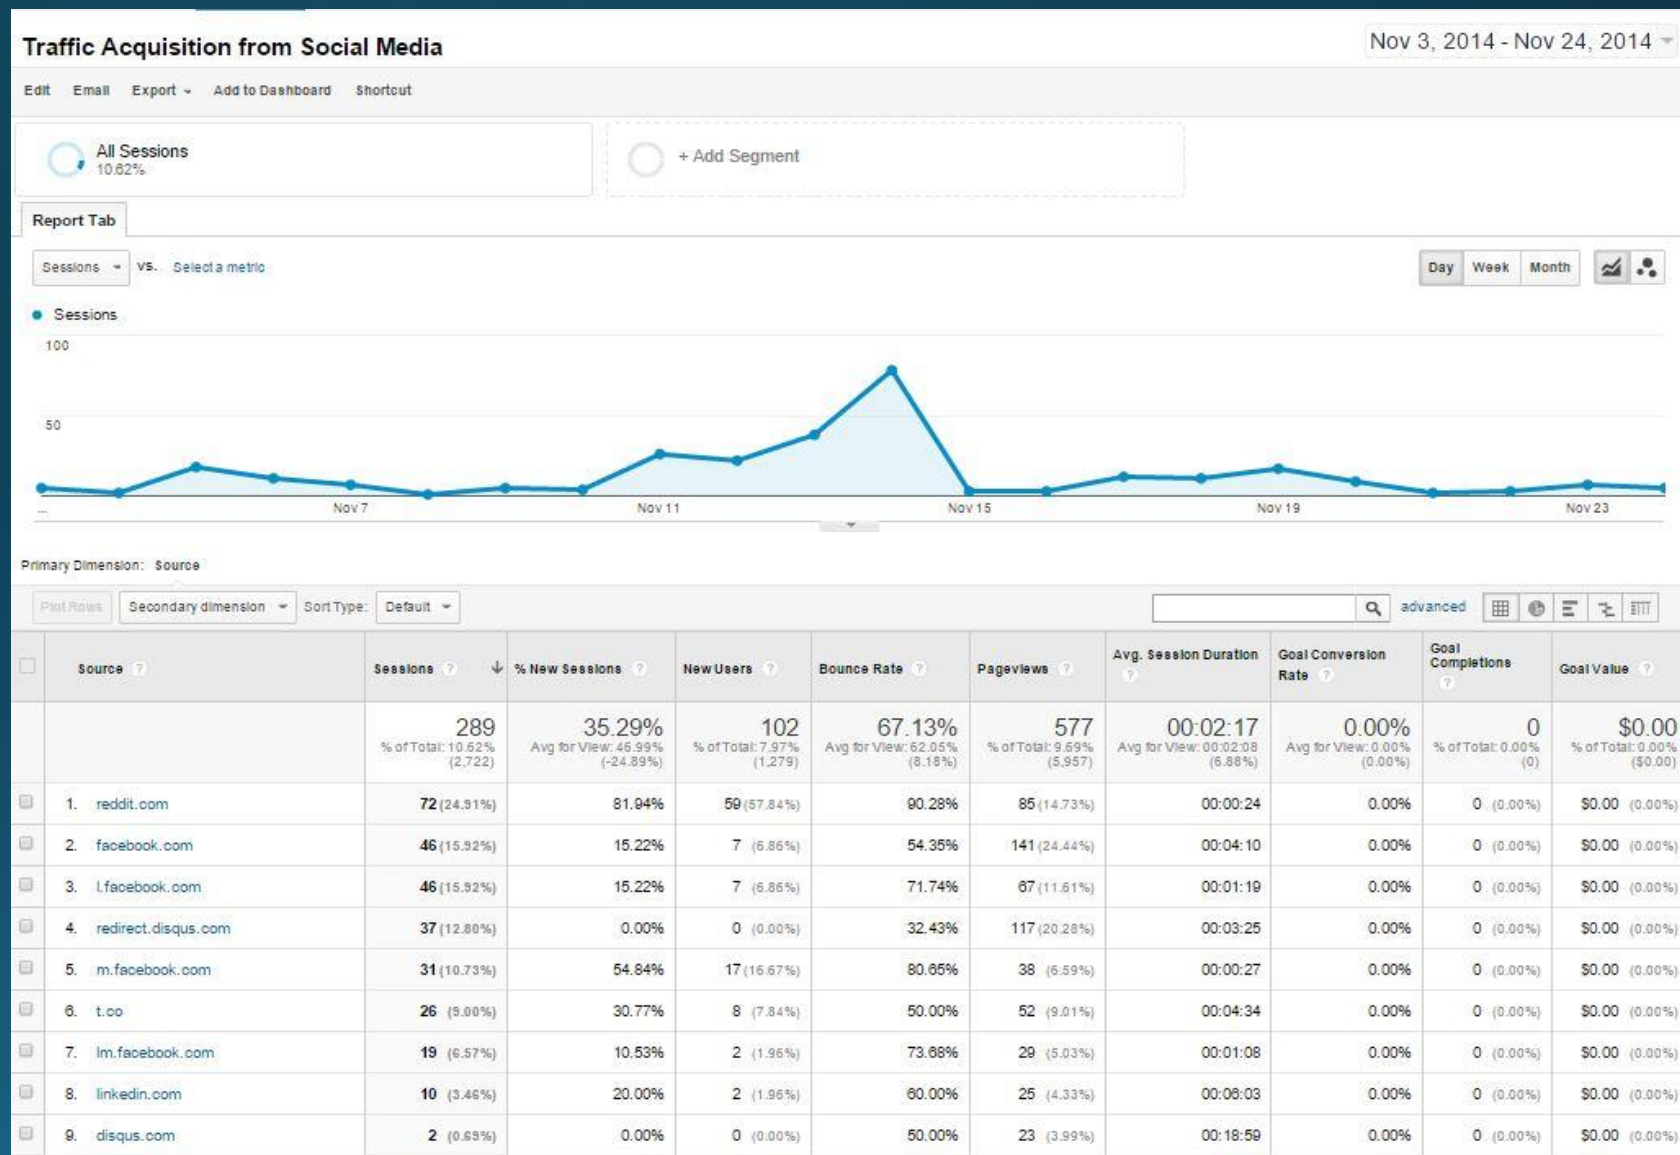 Traffic Acquisition from Social Media
Nov 3, 2014 - Nov 24, 2014
Edit Email Export Add to Dashboard Shortcut
All Sessions
10.62%
+ Add Segment
Report Tab
Sessions VS. Select a metric
Day Week Month
Sessions
100
50
... Nov 7 Nov 11 Nov 15 Nov 19 Nov 23
Primary Dimension: Source
Plot Rows Secondary dimension Sort Type: Default advanced
Source ? Sessions ? % New Sessions ? New Users ? Bounce Rate ? Pageviews ? Avg. Session Duration ? Goal Conversion Rate ? Goal Completions ? Goal Value ?
289 35.29% 102 67.13% 577 00:02:17 0.00% 0 $0.00
% of Total: 10.62% Avg for View: 46.99% % of Total: 7.97% Avg for View: 62.05% % of Total: 9.69% Avg for View: 00:02:08 Avg for View: 0.00% % of Total: 0.00% % of Total: 0.00%
(2,722) (-24.89%) (1,279) (8.18%) (5,957) (6.88%) (0.00%) (0) ($0.00)
1. reddit.com 72 (24.91%) 81.94% 59 (57.84%) 90.28% 85 (14.73%) 00:00:24 0.00% 0 (0.00%) $0.00 (0.00%)
2. facebook.com 46 (15.92%) 15.22% 7 (6.86%) 54.35% 141 (24.44%) 00:04:10 0.00% 0 (0.00%) $0.00 (0.00%)
3. l.facebook.com 46 (15.92%) 15.22% 7 (6.86%) 71.74% 67 (11.61%) 00:01:19 0.00% 0 (0.00%) $0.00 (0.00%)
4. redirect.disqus.com 37 (12.80%) 0.00% 0 (0.00%) 32.43% 117 (20.28%) 00:03:25 0.00% 0 (0.00%) $0.00 (0.00%)
5. m.facebook.com 31 (10.73%) 54.84% 17 (16.67%) 80.65% 38 (6.59%) 00:00:27 0.00% 0 (0.00%) $0.00 (0.00%)
6. t.co 26 (9.00%) 30.77% 8 (7.84%) 50.00% 52 (9.01%) 00:04:34 0.00% 0 (0.00%) $0.00 (0.00%)
7. lm.facebook.com 19 (6.57%) 10.53% 2 (1.96%) 73.68% 29 (5.03%) 00:01:08 0.00% 0 (0.00%) $0.00 (0.00%)
8. linkedin.com 10 (3.46%) 20.00% 2 (1.96%) 60.00% 25 (4.33%) 00:06:03 0.00% 0 (0.00%) $0.00 (0.00%)
9. disqus.com 2 (0.69%) 0.00% 0 (0.00%) 50.00% 23 (3.99%) 00:18:59 0.00% 0 (0.00%) $0.00 (0.00%)